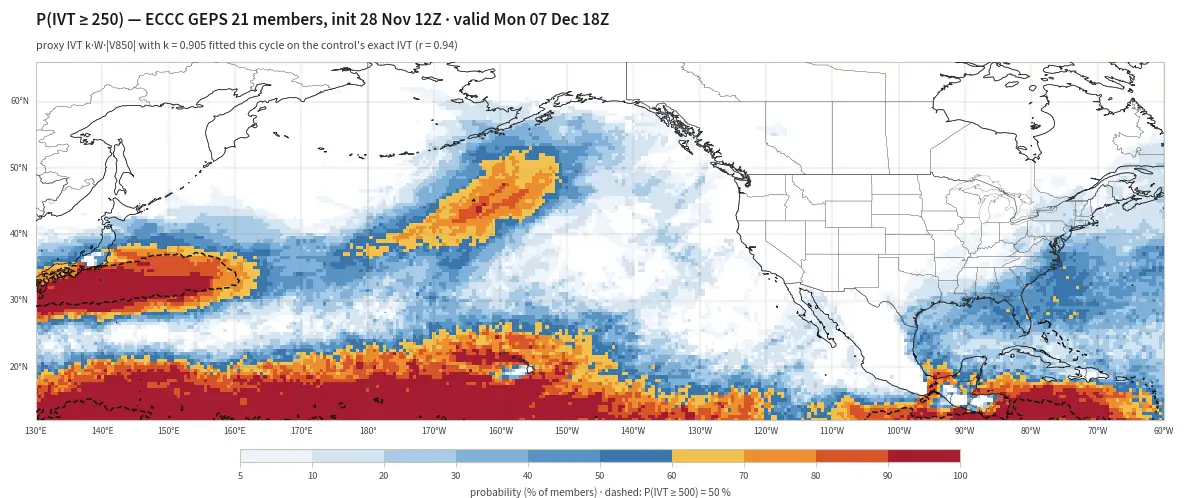 P(IVT ≥ 250) — ECCC GEPS 21 members, init 28 Nov 12Z · valid Mon 07 Dec 18Z
proxy IVT k·W·|V850| with k = 0.905 fitted this cycle on the control's exact IVT (r = 0.94)
60°N
50°N
40°N
30°N
20°N
130°E 140°E 150°E 160°E 170°E 180° 170°W 160°W 150°W 140°W 130°W 120°W 110°W 100°W 90°W 80°W 70°W 60°W
5 10 20 30 40 50 60 70 80 90 100
probability (% of members) · dashed: P(IVT ≥ 500) = 50 %